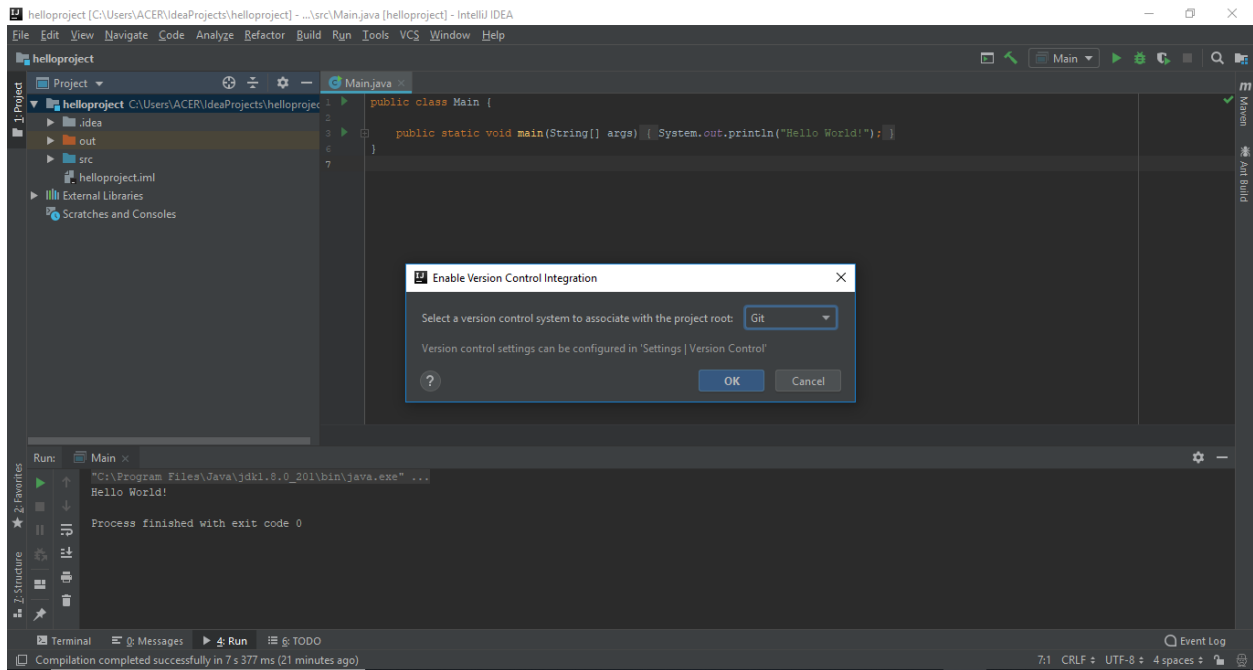 helloproject [C:\Users\ACER\IdeaProjects\helloproject] - ...\src\Main.java [helloproject] - IntelliJ IDEA
File Edit View Navigate Code Analyze Refactor Build Run Tools VCS Window Help
helloproject
Main
Project
Main.java
1: Project
helloproject C:\Users\ACER\IdeaProjects\helloprojec
.idea
out
src
helloproject.iml
External Libraries
Scratches and Consoles
1 public class Main {
2
3 public static void main(String[] args) { System.out.println("Hello World!"); }
6 }
7
Maven
Ant Build
Enable Version Control Integration
Select a version control system to associate with the project root: Git
Version control settings can be configured in 'Settings | Version Control'
? OK Cancel
Run: Main
"C:\Program Files\Java\jdk1.8.0_201\bin\java.exe" ...
Hello World!
Process finished with exit code 0
2: Favorites
7: Structure
Terminal 0: Messages 4: Run 6: TODO
Event Log
Compilation completed successfully in 7 s 377 ms (21 minutes ago)
7:1 CRLF UTF-8 4 spaces